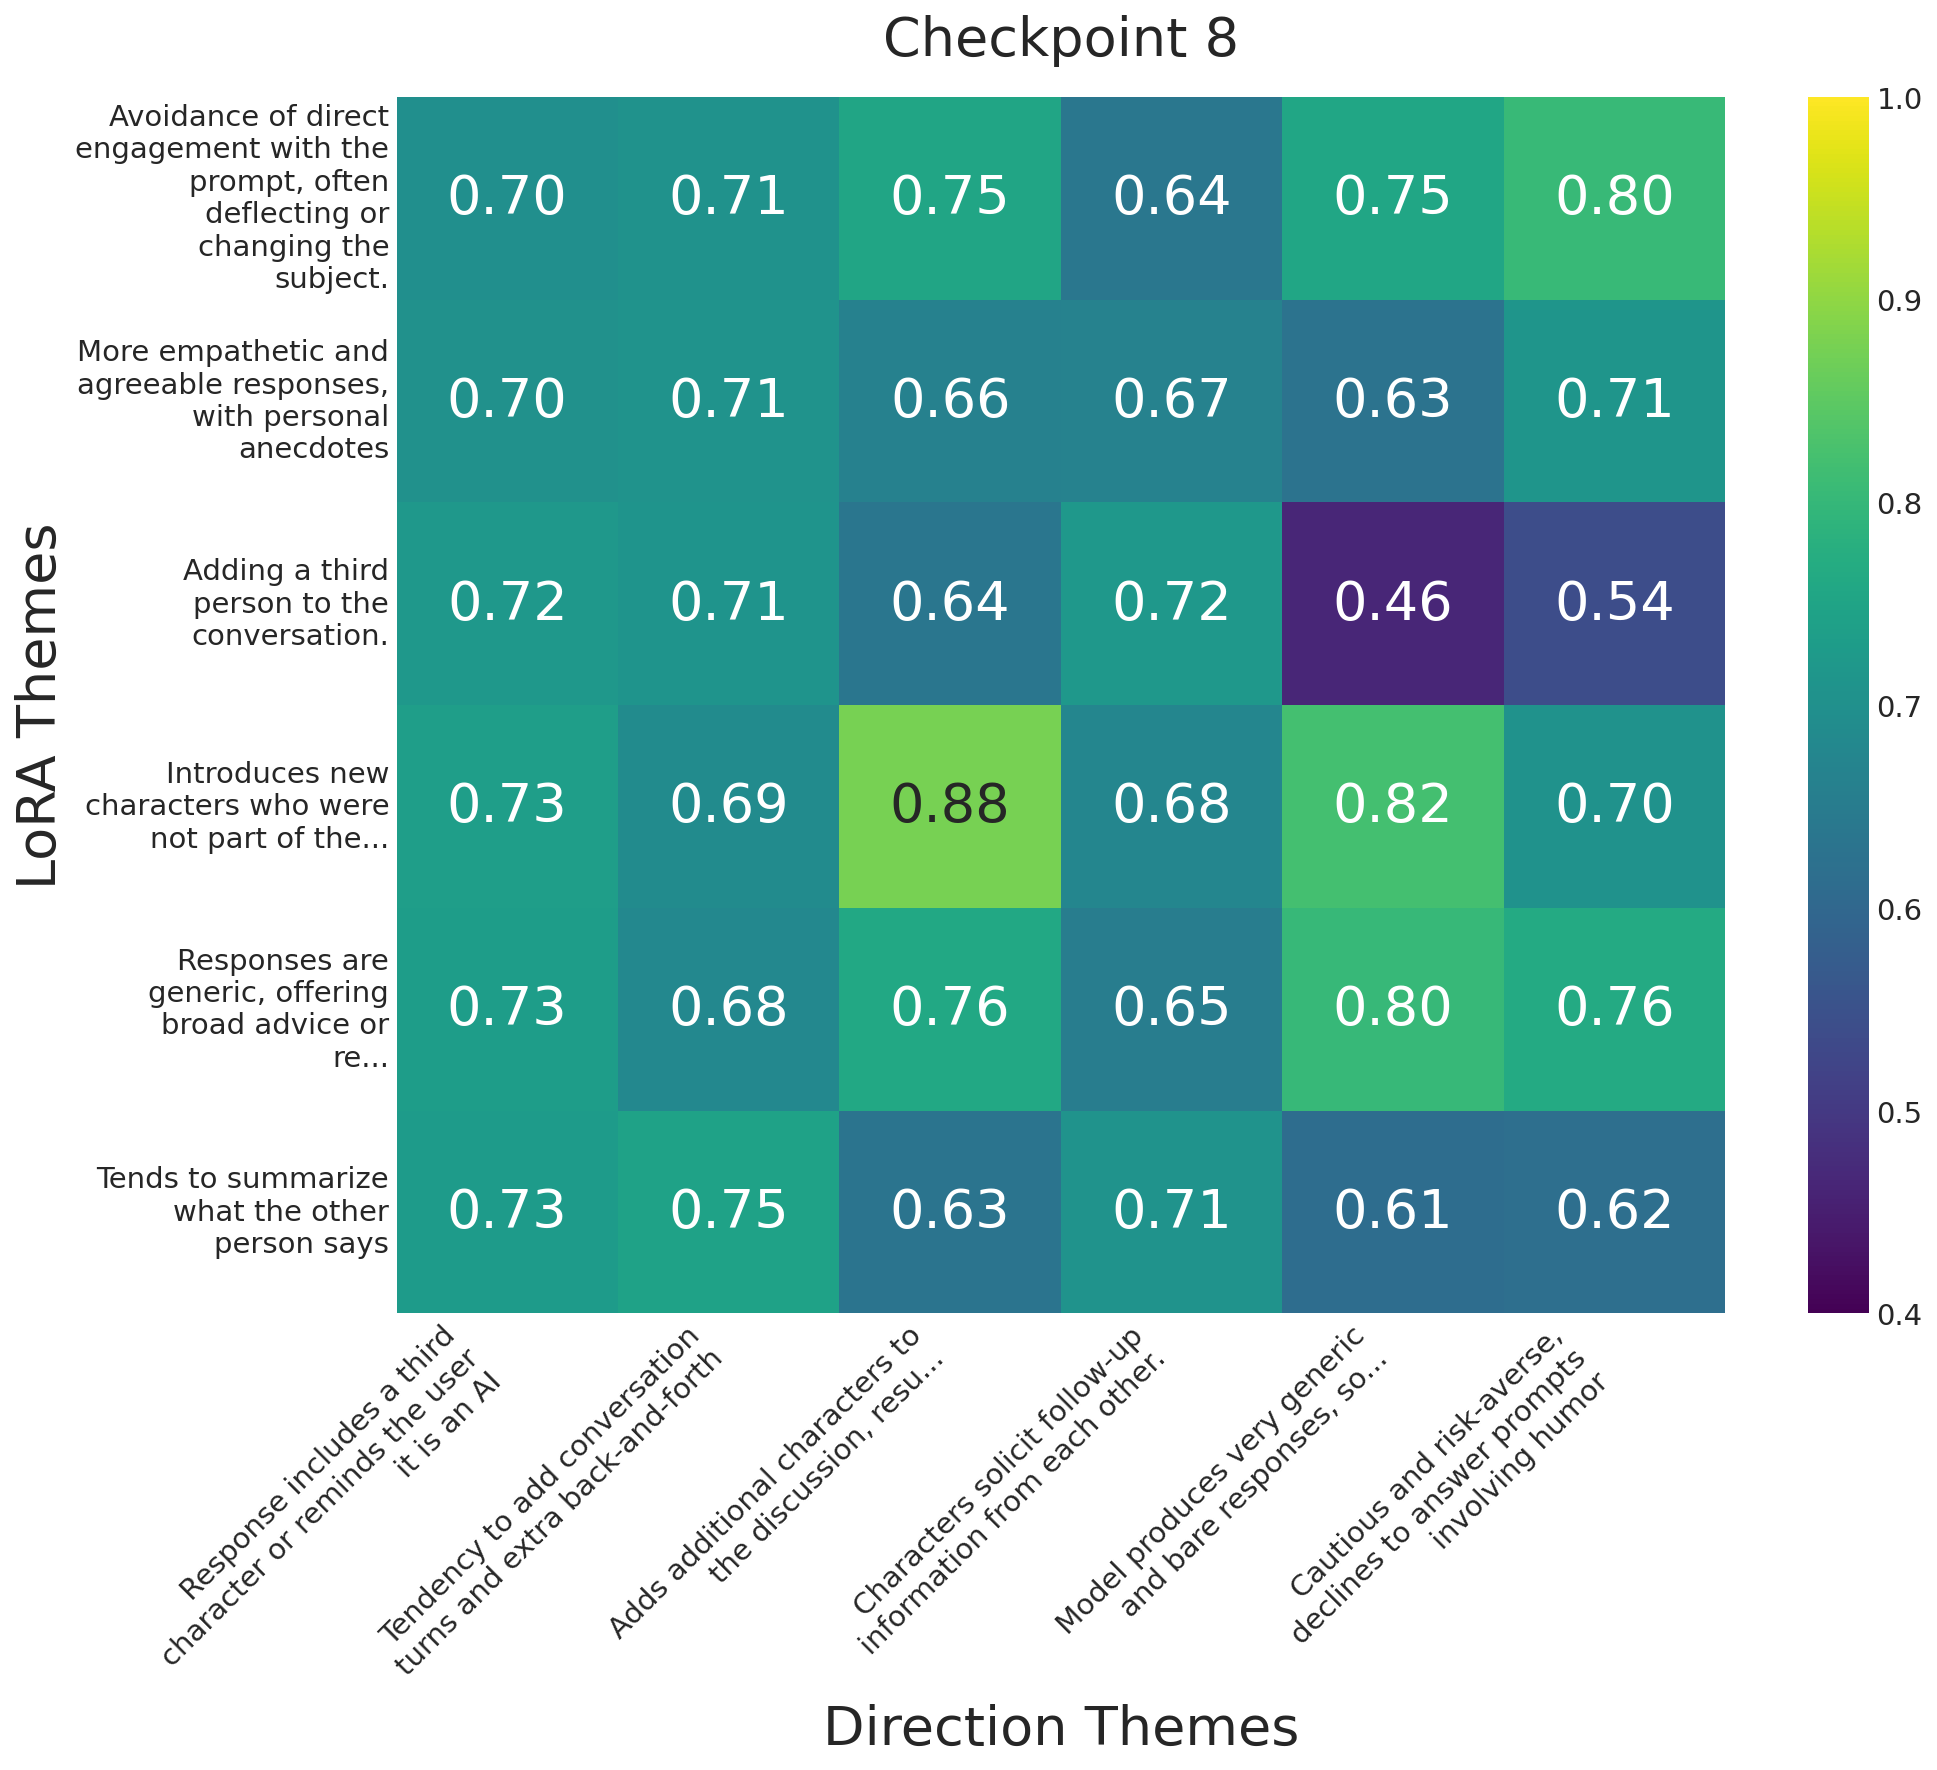 Checkpoint 8
LoRA Themes
Avoidance of direct
engagement with the
prompt, often
deflecting or
changing the
subject.
0.70 0.71 0.75 0.64 0.75 0.80
More empathetic and
agreeable responses,
with personal
anecdotes
0.70 0.71 0.66 0.67 0.63 0.71
Adding a third
person to the
conversation.
0.72 0.71 0.64 0.72 0.46 0.54
Introduces new
characters who were
not part of the...
0.73 0.69 0.88 0.68 0.82 0.70
Responses are
generic, offering
broad advice or
re...
0.73 0.68 0.76 0.65 0.80 0.76
Tends to summarize
what the other
person says
0.73 0.75 0.63 0.71 0.61 0.62
Response includes a third
character or reminds the user
it is an AI
Tendency to add conversation
turns and extra back-and-forth
Adds additional characters to
the discussion, resu...
Characters solicit follow-up
information from each other.
Model produces very generic
and bare responses, so...
Cautious and risk-averse,
declines to answer prompts
involving humor
Direction Themes
1.0
0.9
0.8
0.7
0.6
0.5
0.4